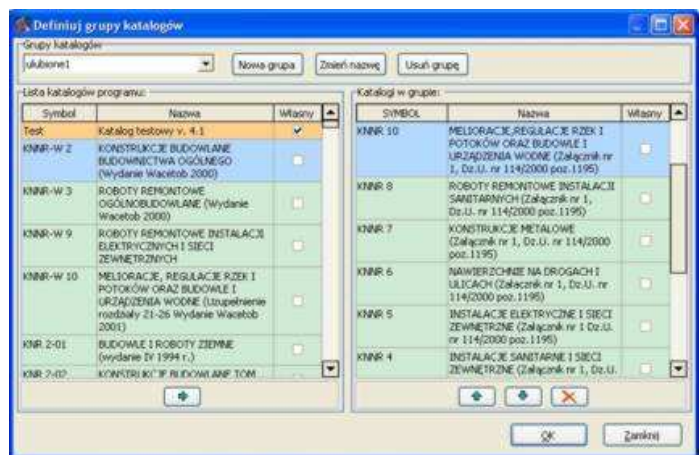 Definiuj grupy katalogów
Grupy katalogów
ulubione1
Nowa grupa
Zmień nazwę
Usuń grupę
Lista katalogów programu:
Symbol
Nazwa
Własny
Test
Katalog testowy v. 4.1
KNNR-W 2
KONSTRUKCJE BUDOWLANE
BUDOWNICTWA OGÓLNEGO
(Wydanie Wacetob 2000)
KNNR-W 3
ROBOTY REMONTOWE
OGÓLNOBUDOWLANE (Wydanie
Wacetob 2000)
KNNR-W 9
ROBOTY REMONTOWE INSTALACJI
ELEKTRYCZNYCH I SIECI
ZEWNĘTRZNYCH
KNNR-W 10
MELIORACJE, REGULACJE RZEK I
POTOKÓW ORAZ BUDOWLE I
URZĄDZENIA WODNE (Uzupełnienie
rozdziały 21-26 Wydanie Wacetob
2001)
KNR 2-01
BUDOWLE I ROBOTY ZIEMNE
(wydanie IV 1994 r.)
KNR 2-02
KONSTRUKCJE BUDOWLANE TOM
Katalogi w grupie:
SYMBOL
Nazwa
Własny
KNNR 10
MELIORACJE,REGULACJE RZEK I
POTOKÓW ORAZ BUDOWLE I
URZĄDZENIA WODNE (Załącznik nr
1, Dz.U. nr 114/2000 poz.1195)
KNNR 8
ROBOTY REMONTOWE INSTALACJI
SANITARNYCH (Załącznik nr 1,
Dz.U. nr 114/2000 poz.1195)
KNNR 7
KONSTRUKCJE METALOWE
(Załącznik nr 1, Dz.U. nr 114/2000
poz.1195)
KNNR 6
NAWIERZCHNIE NA DROGACH I
ULICACH (Załącznik nr 1, Dz.U. nr
114/2000 poz.1195)
KNNR 5
INSTALACJE ELEKTRYCZNE I SIECI
ZEWNĘTRZNE (Załącznik nr 1 Dz.U.
nr 114/2000 poz.1195)
KNNR 4
INSTALACJE SANITARNE I SIECI
ZEWNĘTRZNE (Załącznik nr 1, Dz.U.
OK
Zamknij